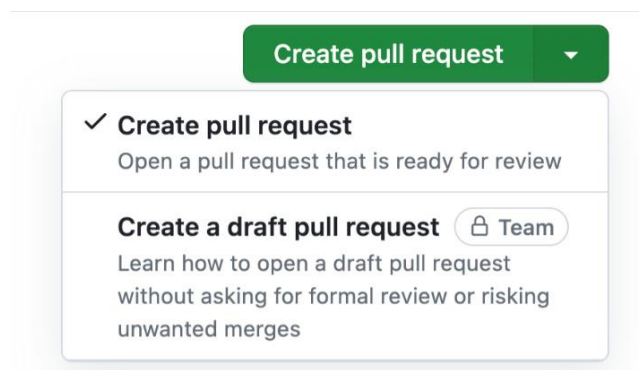 Create pull request
Create pull request
Open a pull request that is ready for review
Create a draft pull request Team
Learn how to open a draft pull request
without asking for formal review or risking
unwanted merges